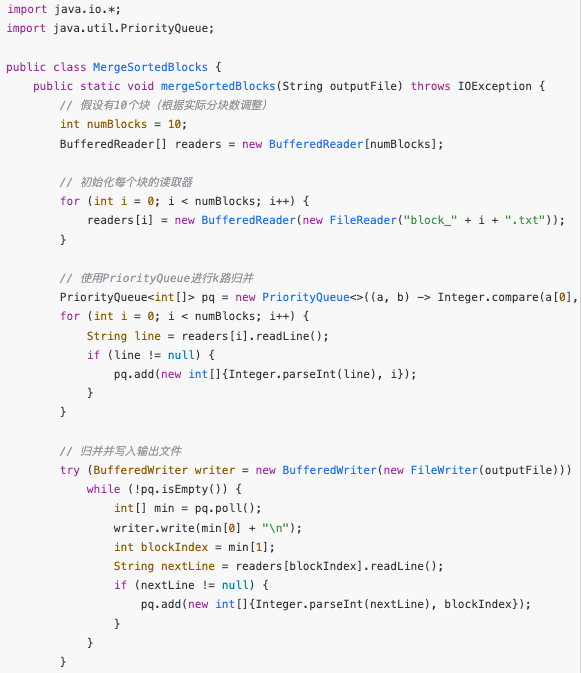 import java.io.*;
import java.util.PriorityQueue;

public class MergeSortedBlocks {
    public static void mergeSortedBlocks(String outputFile) throws IOException {
        // 假设有10个块（根据实际分块数调整）
        int numBlocks = 10;
        BufferedReader[] readers = new BufferedReader[numBlocks];

        // 初始化每个块的读取器
        for (int i = 0; i < numBlocks; i++) {
            readers[i] = new BufferedReader(new FileReader("block_" + i + ".txt"));
        }

        // 使用PriorityQueue进行k路归并
        PriorityQueue<int[]> pq = new PriorityQueue<>((a, b) -> Integer.compare(a[0],
        for (int i = 0; i < numBlocks; i++) {
            String line = readers[i].readLine();
            if (line != null) {
                pq.add(new int[]{Integer.parseInt(line), i});
            }
        }

        // 归并并写入输出文件
        try (BufferedWriter writer = new BufferedWriter(new FileWriter(outputFile)))
            while (!pq.isEmpty()) {
                int[] min = pq.poll();
                writer.write(min[0] + "\n");
                int blockIndex = min[1];
                String nextLine = readers[blockIndex].readLine();
                if (nextLine != null) {
                    pq.add(new int[]{Integer.parseInt(nextLine), blockIndex});
                }
            }
        }